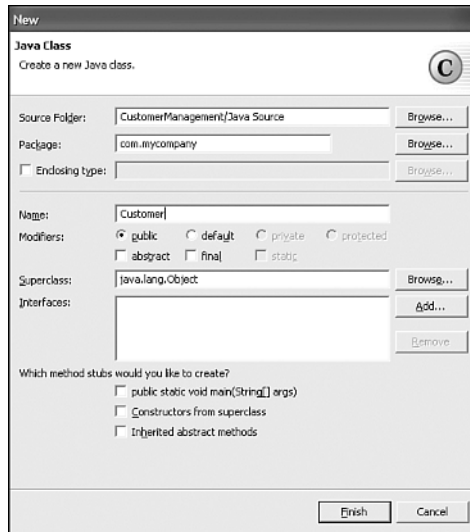 New
Java Class
Create a new Java class.
C
Source Folder: CustomerManagement/Java Source Browse...
Package: com.mycompany Browse...
Enclosing type: Browse...
Name: Customer
Modifiers: public default private protected
abstract final static
Superclass: java.lang.Object Browse...
Interfaces: Add...
Remove
Which method stubs would you like to create?
public static void main(String[] args)
Constructors from superclass
Inherited abstract methods
Finish Cancel